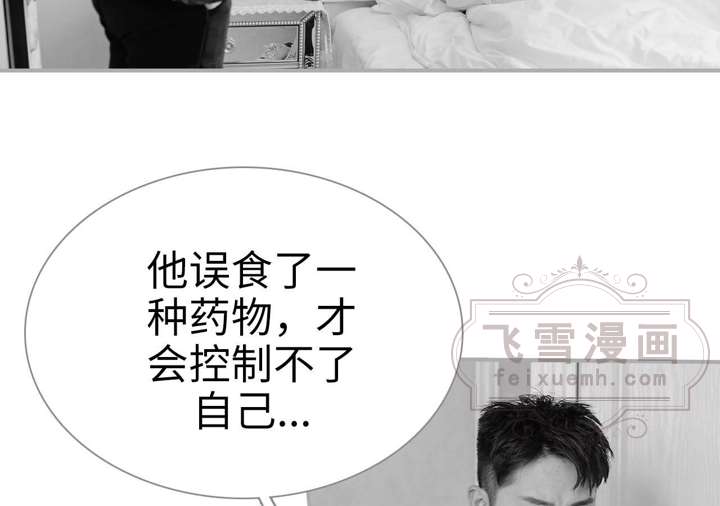 他误食了一
种药物，才
会控制不了
自己...
飞雪漫画
feixuemh.com